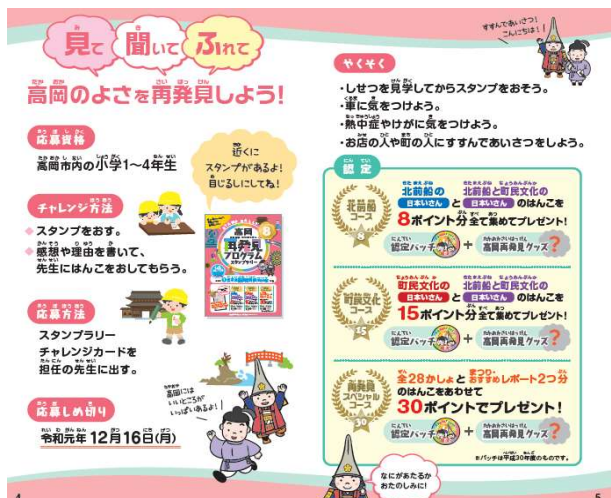 見て 聞いて ふれて
高岡のよさを再発見しよう!
応募資格
高岡市内の小学1〜4年生
チャレンジ方法
スタンプをおす。
感想や理由を書いて、
先生にはんこをおしてもらう。
応募方法
スタンプラリー
チャレンジカードを
担任の先生に出す。
応募しめ切り
令和元年12月16日(月)
近くに
スタンプがあるよ!
目じるしにしてね!
高岡
再発見
プログラム
スタンプラリー
高岡には
いいところが
いっぱいあるよ!
4
すすんであいさつ!
こんにちは!
やくそく
・しせつを見学してからスタンプをおそう。
・車に気をつけよう。
・熱中症やけがに気をつけよう。
・お店の人や町の人にすすんであいさつをしよう。
認定
北前船
コース
8
北前船の
日本いさん
と
北前船と町民文化の
日本いさん
のはんこを
8ポイント分全て集めてプレゼント!
認定バッチ + 高岡再発見グッズ?
町民文化
コース
15
町民文化の
日本いさん
と
北前船と町民文化の
日本いさん
のはんこを
15ポイント分全て集めてプレゼント!
認定バッチ + 高岡再発見グッズ?
再発見
スペシャル
コース
30
全28かしょとまつり・おすすめレポート2つ分
のはんこをあわせて
30ポイントでプレゼント!
認定バッチ + 高岡再発見グッズ?
※バッチは平成30年度のものです。
なにがあたるか
おたのしみに!
5